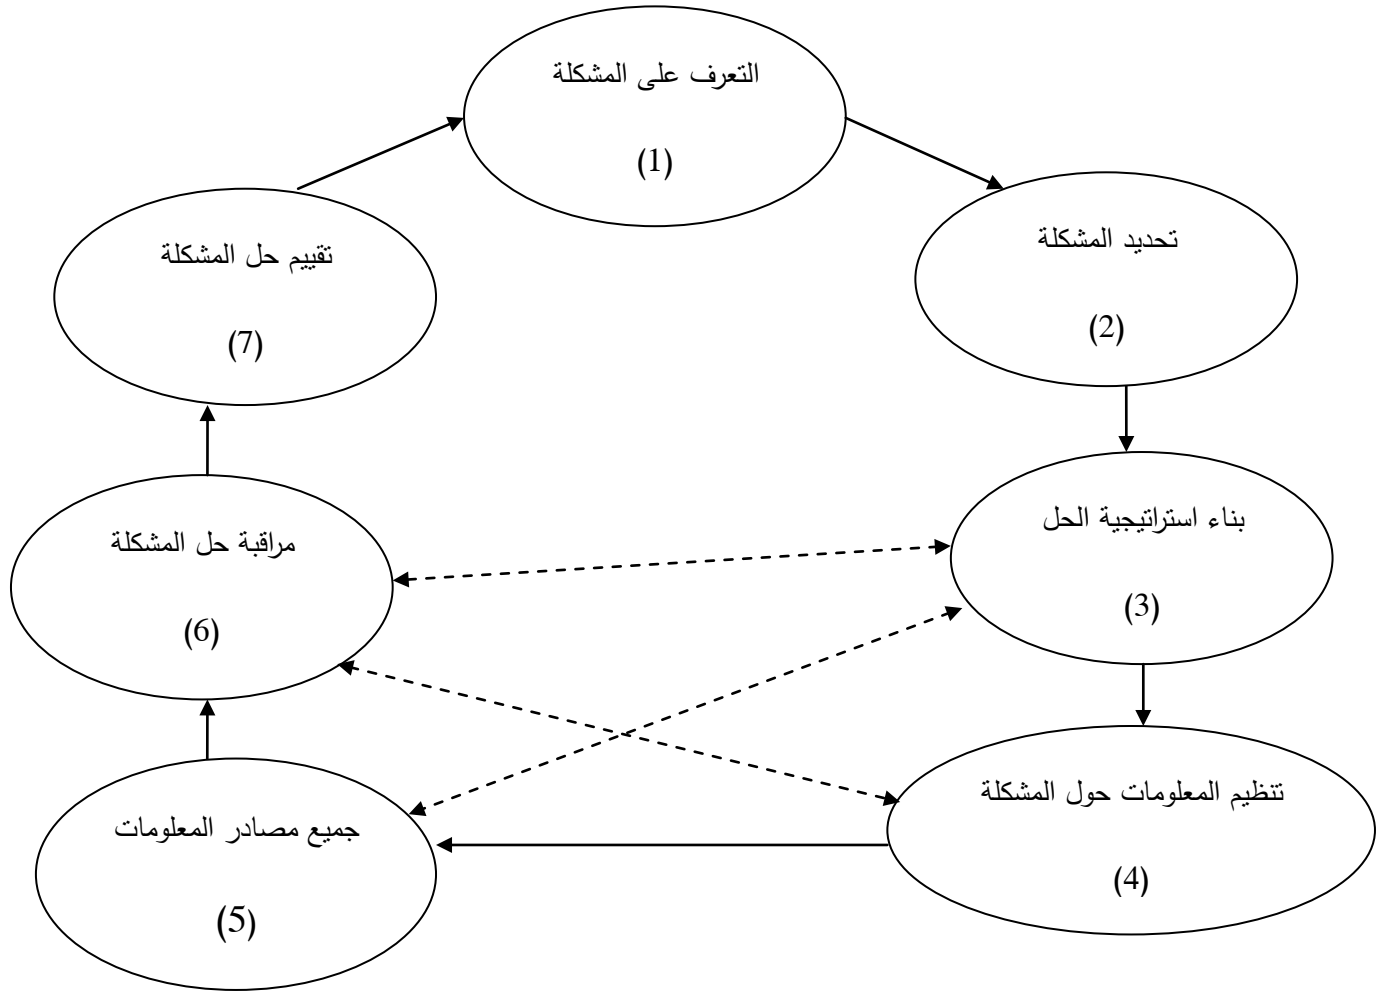 التعرف على المشكلة
(1)
تحديد المشكلة
(2)
بناء استراتيجية الحل
(3)
تنظيم المعلومات حول المشكلة
(4)
جميع مصادر المعلومات
(5)
مراقبة حل المشكلة
(6)
تقييم حل المشكلة
(7)